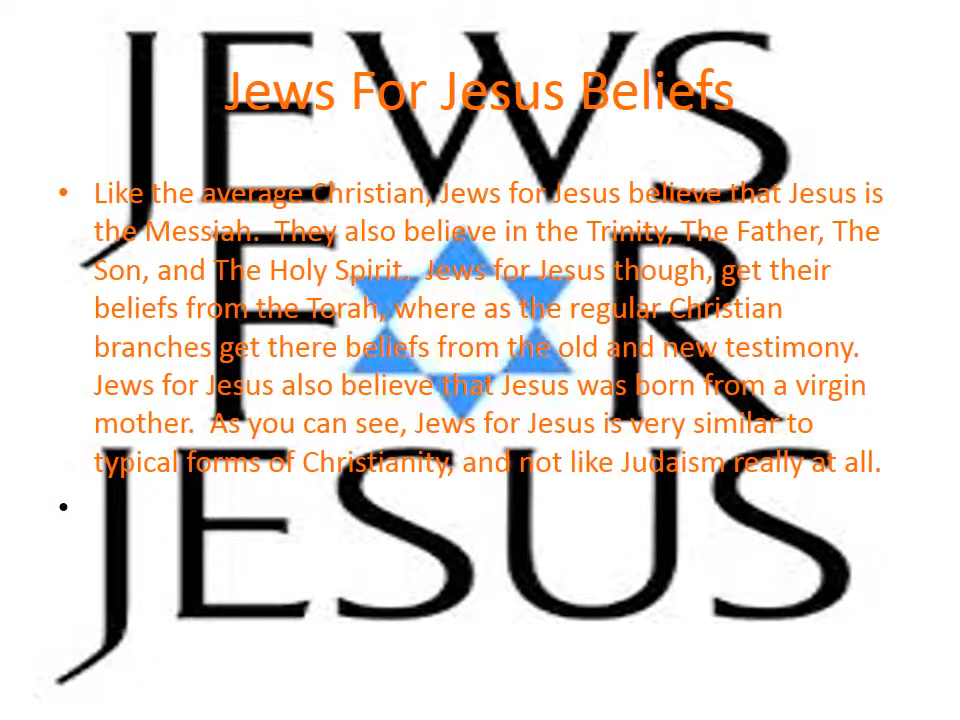 JEWS
Jews For Jesus Beliefs
• Like the average Christian, Jews for Jesus believe that Jesus is
the Messiah.  They also believe in the Trinity, The Father, The
Son, and The Holy Spirit.  Jews for Jesus though, get their
beliefs from the Torah, where as the regular Christian
branches get there beliefs from the old and new testimony.
Jews for Jesus also believe that Jesus was born from a virgin
mother.  As you can see, Jews for Jesus is very similar to
typical forms of Christianity, and not like Judaism really at all.
•
F✡R
JESUS